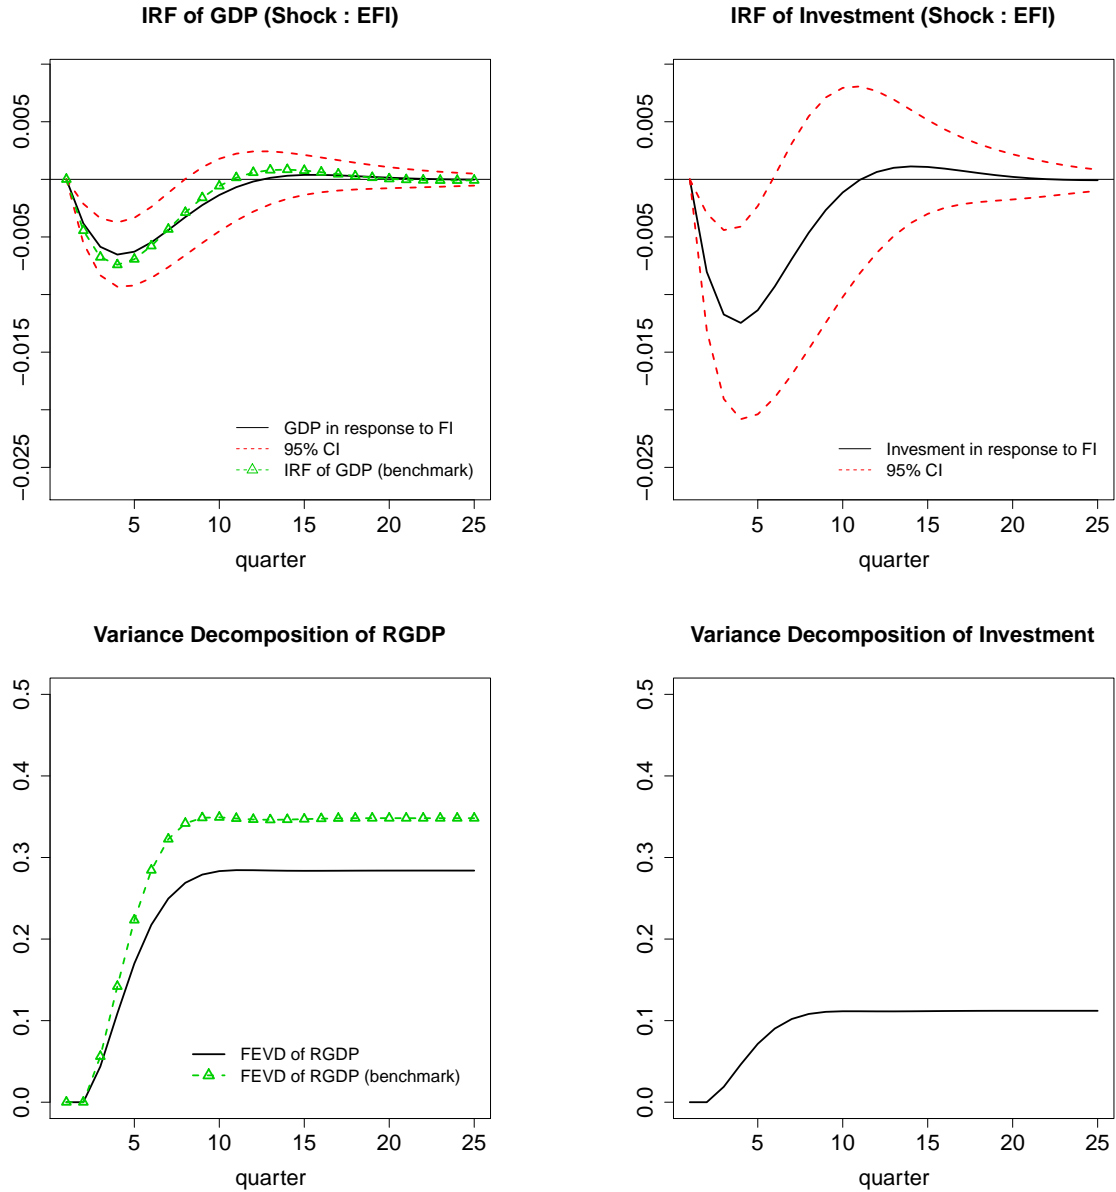 IRF of GDP (Shock : EFI)
0.005
−0.005
−0.015
−0.025
GDP in response to FI
95% CI
IRF of GDP (benchmark)
5 10 15 20 25
quarter
IRF of Investment (Shock : EFI)
0.005
−0.005
−0.015
−0.025
Invesment in response to FI
95% CI
5 10 15 20 25
quarter
Variance Decomposition of RGDP
0.5
0.4
0.3
0.2
0.1
0.0
FEVD of RGDP
FEVD of RGDP (benchmark)
5 10 15 20 25
quarter
Variance Decomposition of Investment
0.5
0.4
0.3
0.2
0.1
0.0
5 10 15 20 25
quarter